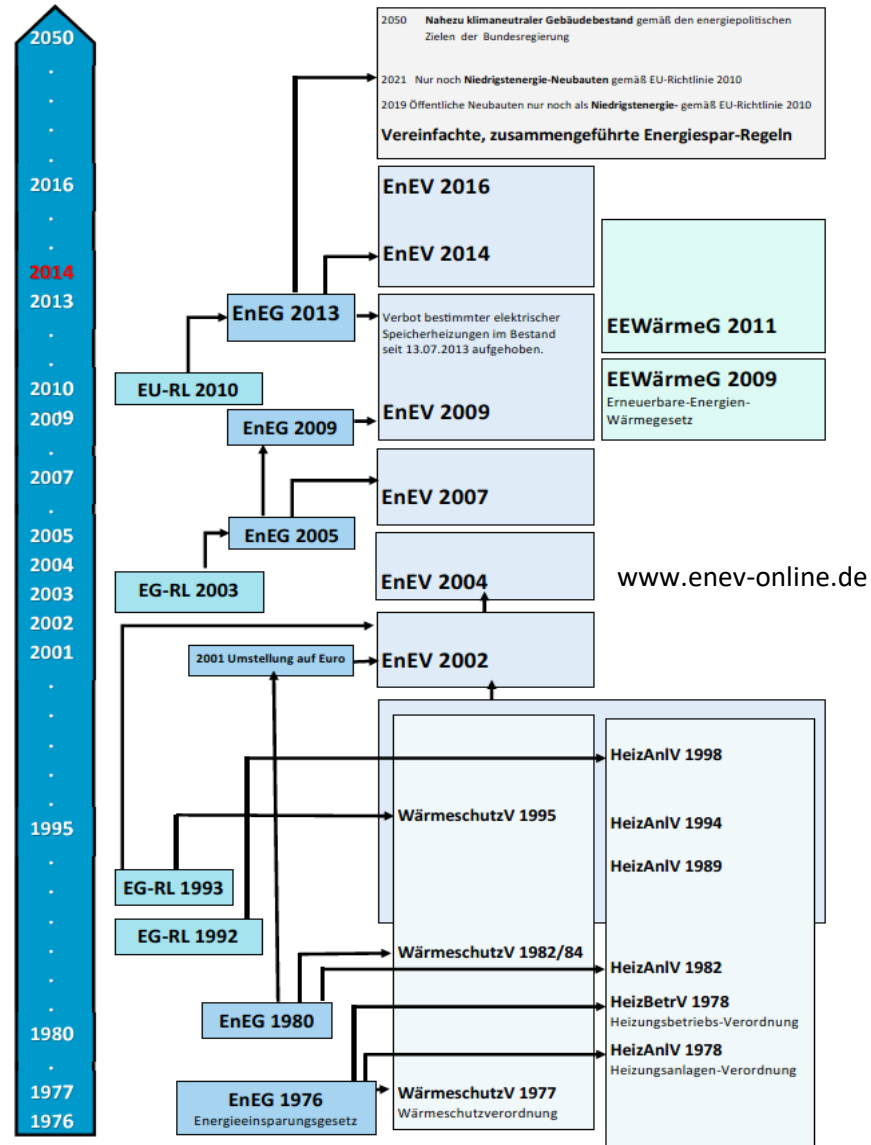 2050
2016
2014
2013
2010
2009
2007
2005
2004
2003
2002
2001
1995
1980
1977
1976
2050 Nahezu klimaneutraler Gebäudebestand gemäß den energiepolitischen
Zielen der Bundesregierung
2021 Nur noch Niedrigstenergie-Neubauten gemäß EU-Richtlinie 2010
2019 Öffentliche Neubauten nur noch als Niedrigstenergie- gemäß EU-Richtlinie 2010
Vereinfachte, zusammengeführte Energiespar-Regeln
EnEV 2016
EnEV 2014
EnEG 2013
Verbot bestimmter elektrischer
Speicherheizungen im Bestand
seit 13.07.2013 aufgehoben.
EEWärmeG 2011
EU-RL 2010
EEWärmeG 2009
Erneuerbare-Energien-
Wärmegesetz
EnEG 2009
EnEV 2009
EnEV 2007
EnEG 2005
EG-RL 2003
EnEV 2004
www.enev-online.de
2001 Umstellung auf Euro
EnEV 2002
HeizAnlV 1998
WärmeschutzV 1995
HeizAnlV 1994
HeizAnlV 1989
EG-RL 1993
EG-RL 1992
WärmeschutzV 1982/84
HeizAnlV 1982
EnEG 1980
HeizBetrV 1978
Heizungsbetriebs-Verordnung
HeizAnlV 1978
Heizungsanlagen-Verordnung
EnEG 1976
Energieeinsparungsgesetz
WärmeschutzV 1977
Wärmeschutzverordnung